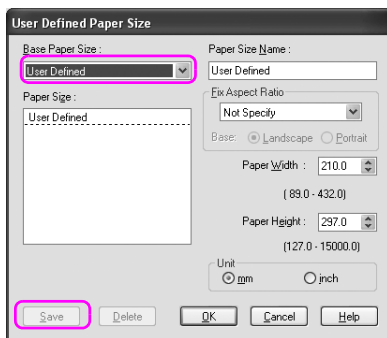 User Defined Paper Size
Base Paper Size :
User Defined
Paper Size :
User Defined
Paper Size Name :
User Defined
Fix Aspect Ratio
Not Specify
Base: Landscape Portrait
Paper Width : 210.0
( 89.0 - 432.0)
Paper Height : 297.0
(127.0 - 15000.0)
Unit
mm inch
Save Delete OK Cancel Help